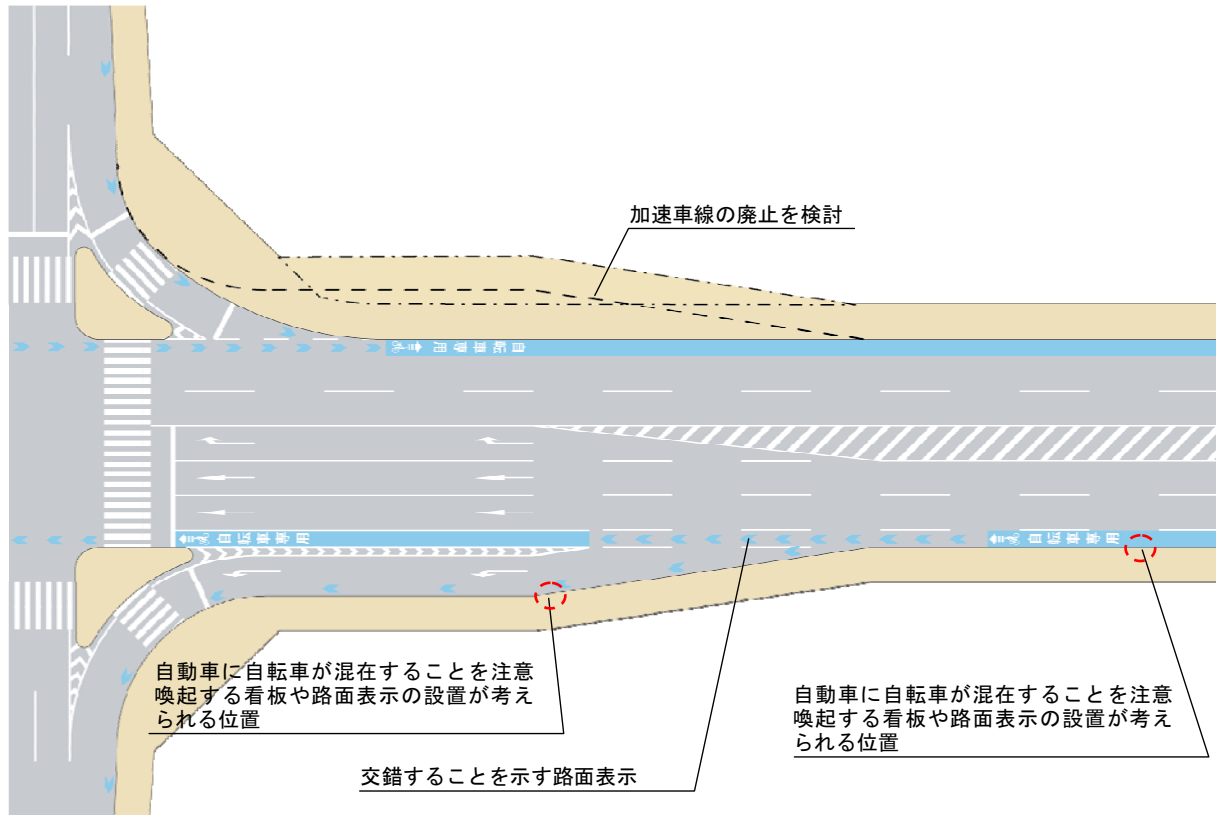 加速車線の廃止を検討
自転車専用
自転車専用
自転車専用
自動車に自転車が混在することを注意
喚起する看板や路面表示の設置が考え
られる位置
自動車に自転車が混在することを注意
喚起する看板や路面表示の設置が考え
られる位置
交錯することを示す路面表示